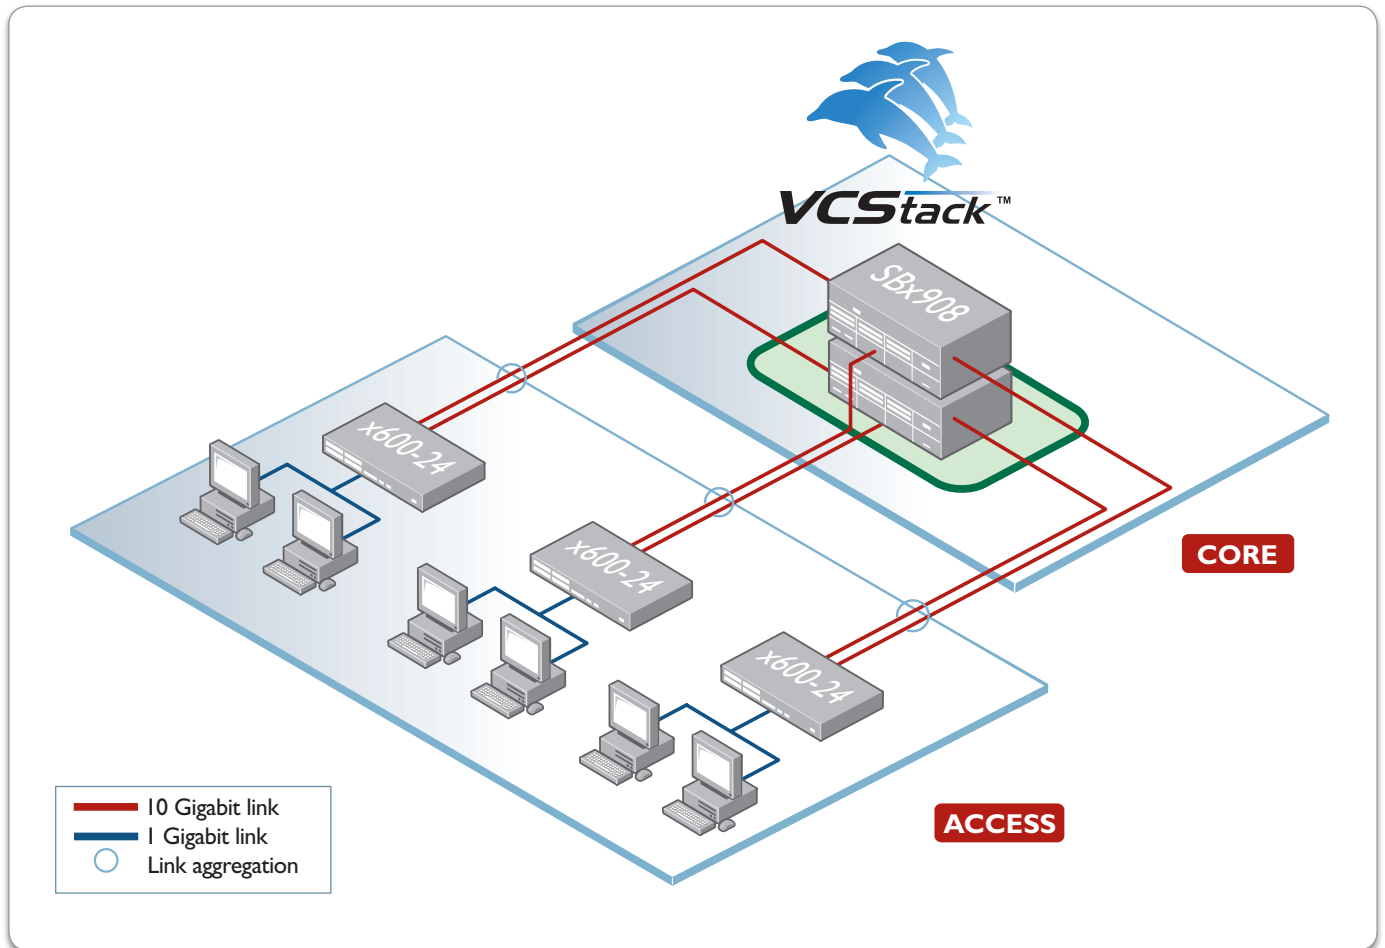 VCStack™
SBx908
x600-24
x600-24
x600-24
CORE
ACCESS
10 Gigabit link
1 Gigabit link
Link aggregation